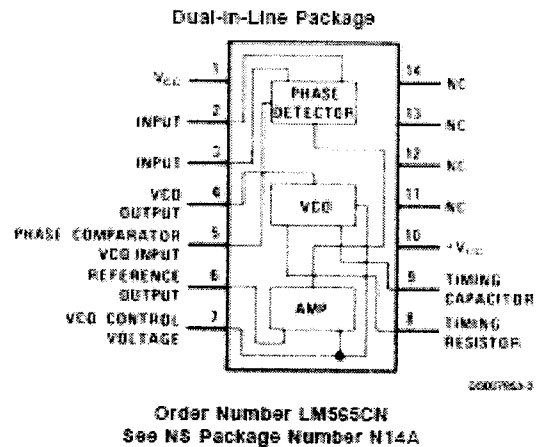 Dual-In-Line Package
VCC 1
INPUT 2
INPUT 3
VCO OUTPUT 4
PHASE COMPARATOR VCO INPUT 5
REFERENCE OUTPUT 6
VCO CONTROL VOLTAGE 7
PHASE DETECTOR
VCO
AMP
14 NC
13 NC
12 NC
11 NC
10 +VCC
9 TIMING CAPACITOR
8 TIMING RESISTOR
Order Number LM565CN
See NS Package Number N14A